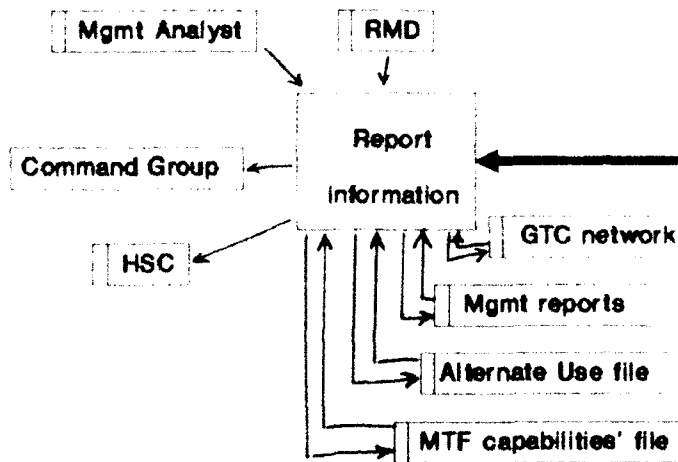 Mgmt Analyst
RMD
Report
Information
Command Group
HSC
GTC network
Mgmt reports
Alternate Use file
MTF capabilities' file